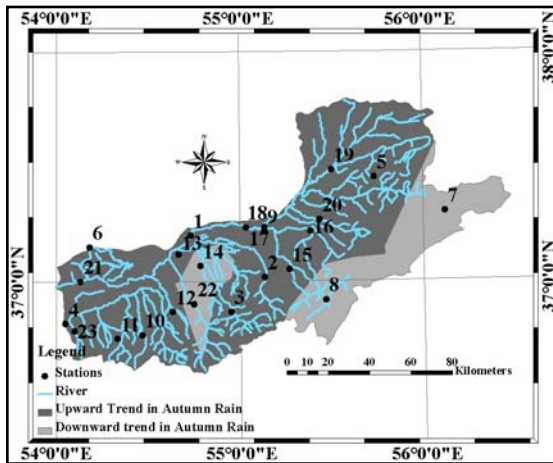 54°0'0"E 55°0'0"E 56°0'0"E
38°0'0"N
N
W E
S
19
5
7
20
18 9
17 16
1
6
13
14
15
21
2
37°0'0"N 37°0'0"N
8
22
12
3
4
23 11 10
Legend
Stations
River
Upward Trend in Autumn Rain
Downward trend in Autumn Rain
0 10 20 40 60 80
Kilometers
54°0'0"E 55°0'0"E 56°0'0"E